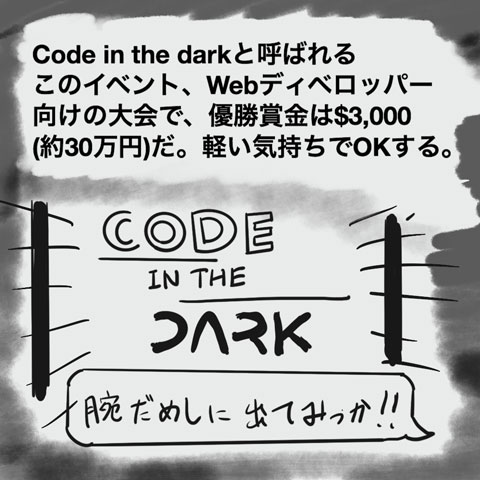 Code in the darkと呼ばれる
このイベント、Webディベロッパー
向けの大会で、優勝賞金は$3,000
(約30万円)だ。軽い気持ちでOKする。
CODE
IN THE
DARK
腕だめしに 出てみっか!!